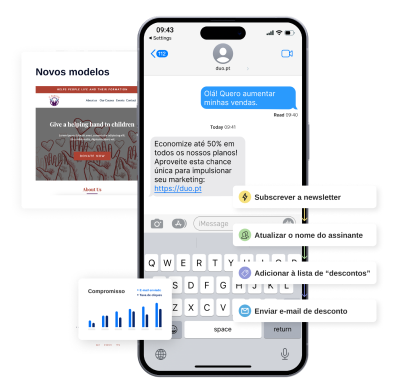 09:43
Settings
112
duo.pt
Novos modelos
Give a helping hand to children
DONATE NOW
About Us
Olá! Quero aumentar
minhas vendas.
Read 09:40
Today 09:41
Economize até 50% em
todos os nossos planos!
Aproveite esta chance
única para impulsionar
seu marketing:
https://duo.pt
Subscrever a newsletter
iMessage
Atualizar o nome do assinante
Q W E R T Y
Adicionar à lista de “descontos”
S D F G H J K L
Compromisso
Z X C V
Enviar e-mail de desconto
space
return